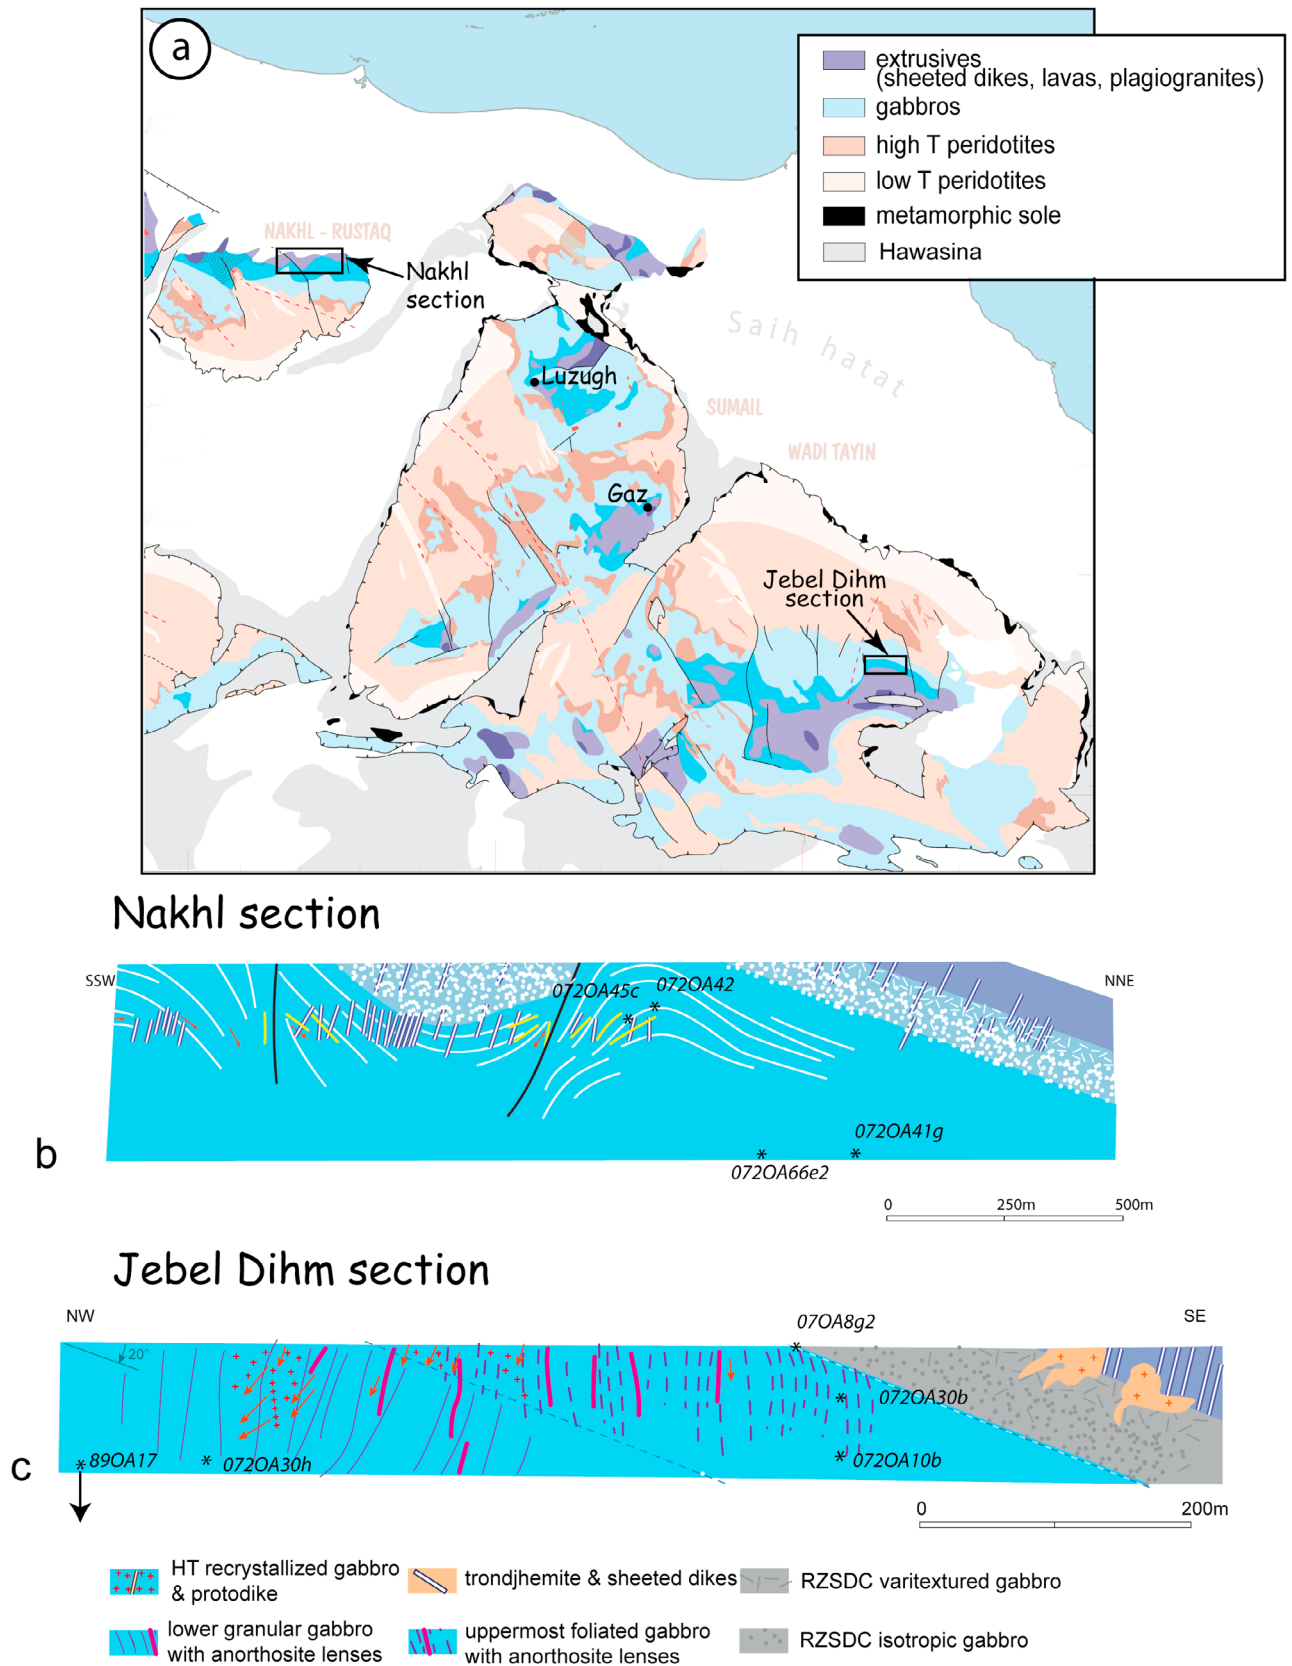 a
extrusives
(sheeted dikes, lavas, plagiogranites)
gabbros
high T peridotites
low T peridotites
metamorphic sole
Hawasina
NAKHL - RUSTAQ
Nakhl
section
Saih hatat
Luzugh
SUMAIL
WADI TAYIN
Gaz
Jebel Dihm
section
Nakhl section
SSW
072OA45c
072OA42
NNE
072OA41g
b
072OA66e2
0 250m 500m
Jebel Dihm section
NW
07OA8g2
SE
20°
072OA30b
c
89OA17
072OA30h
072OA10b
0 200m
HT recrystallized gabbro
& protodike
trondjhemite & sheeted dikes
RZSDC varitextured gabbro
lower granular gabbro
with anorthosite lenses
uppermost foliated gabbro
with anorthosite lenses
RZSDC isotropic gabbro